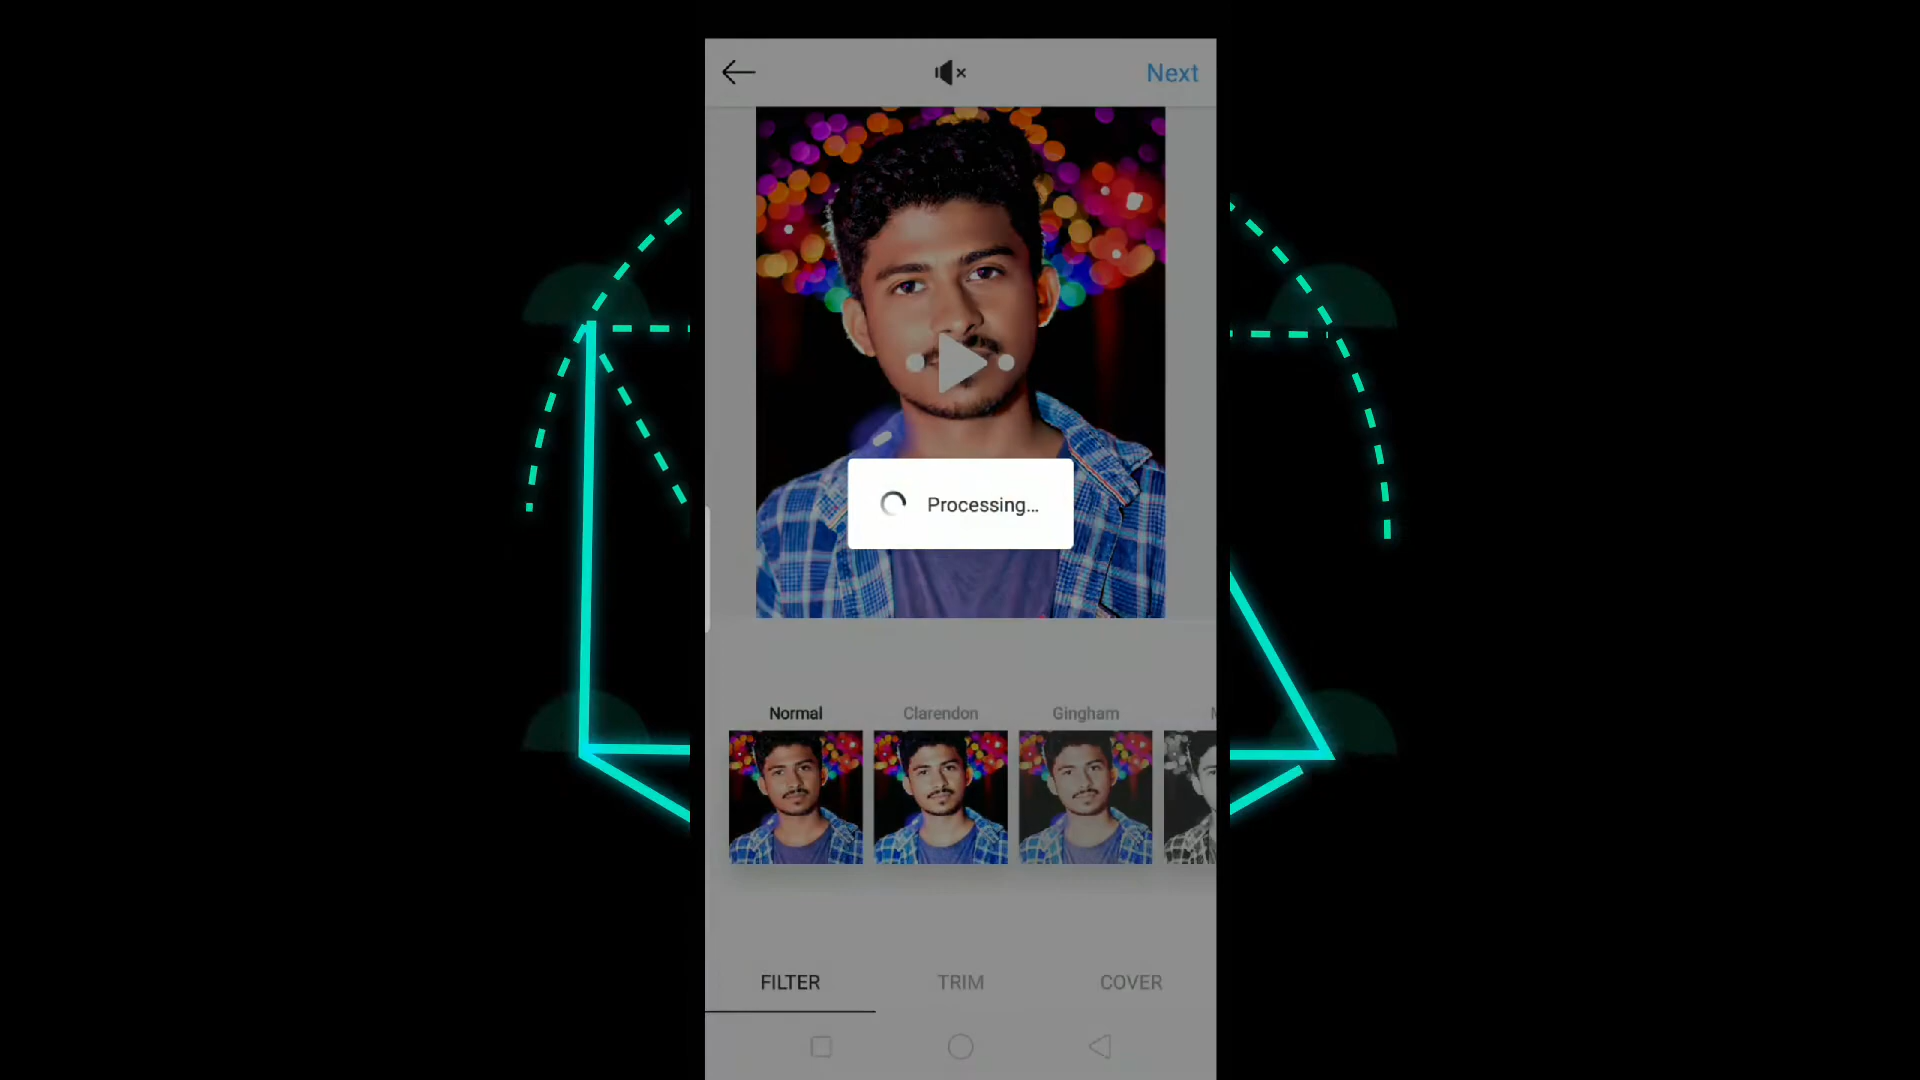 Next
Processing...
Normal
Clarendon
Gingham
FILTER
TRIM
COVER